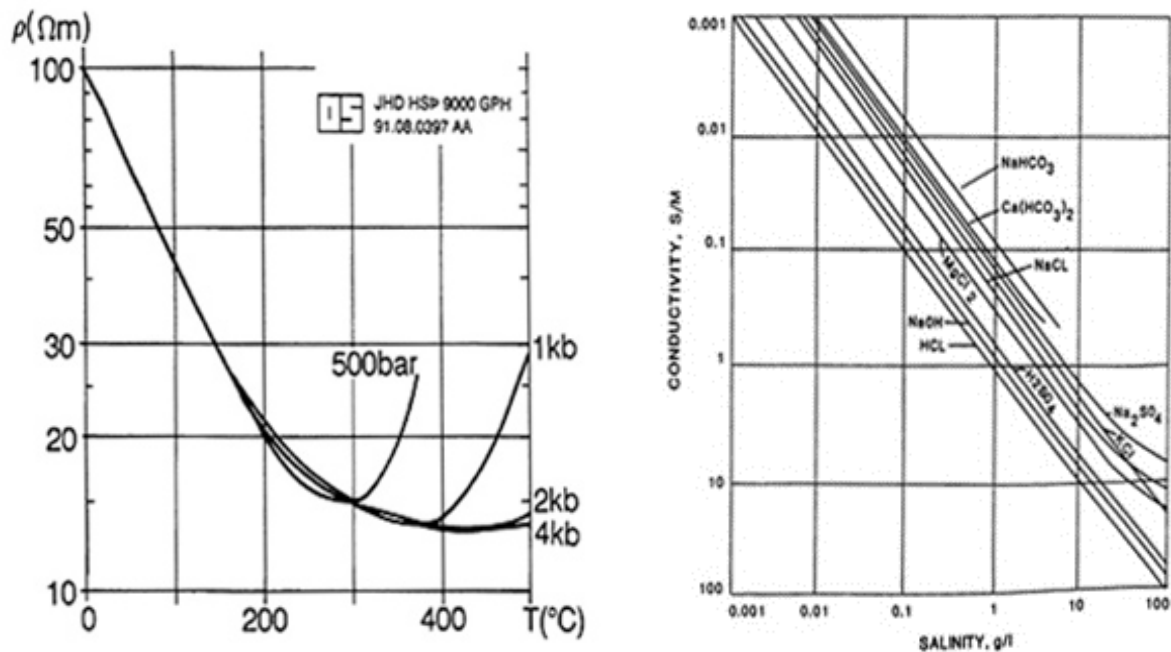 ρ(Ωm)
100
50
30
20
10
0
200
400
T(°C)
JHD HSÞ 9000 GPH
91.08.0397 AA
500bar
1kb
2kb
4kb
CONDUCTIVITY, S/M
0.001
0.01
0.1
1
10
100
NaHCO3
Ca(HCO3)2
NaCL
MgCl2
NaOH
HCL
H2SO4
Na2SO4
KCl
0.001
0.01
0.1
1
10
100
SALINITY, g/l